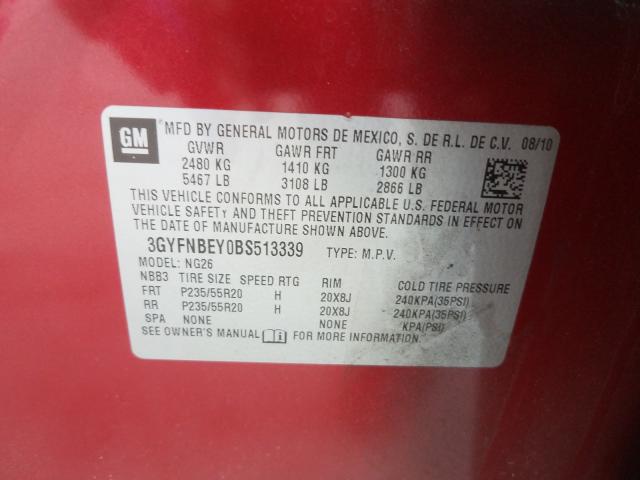 GM MFD BY GENERAL MOTORS DE MEXICO, S. DE R.L. DE C.V. 08/10
GVWR GAWR FRT GAWR RR
2480 KG 1410 KG 1300 KG
5467 LB 3108 LB 2866 LB
THIS VEHICLE CONFORMS TO ALL APPLICABLE U.S. FEDERAL MOTOR
VEHICLE SAFETY AND THEFT PREVENTION STANDARDS IN EFFECT ON
THE DATE OF MANUFACTURE SHOWN ABOVE.
3GYFNBEY0BS513339 TYPE: M.P.V.
MODEL: NG26
NBB3 TIRE SIZE SPEED RTG RIM COLD TIRE PRESSURE
FRT P235/55R20 H 20X8J 240KPA(35PSI)
RR P235/55R20 H 20X8J 240KPA(35PSI)
SPA NONE NONE KPA(PSI)
SEE OWNER'S MANUAL FOR MORE INFORMATION.